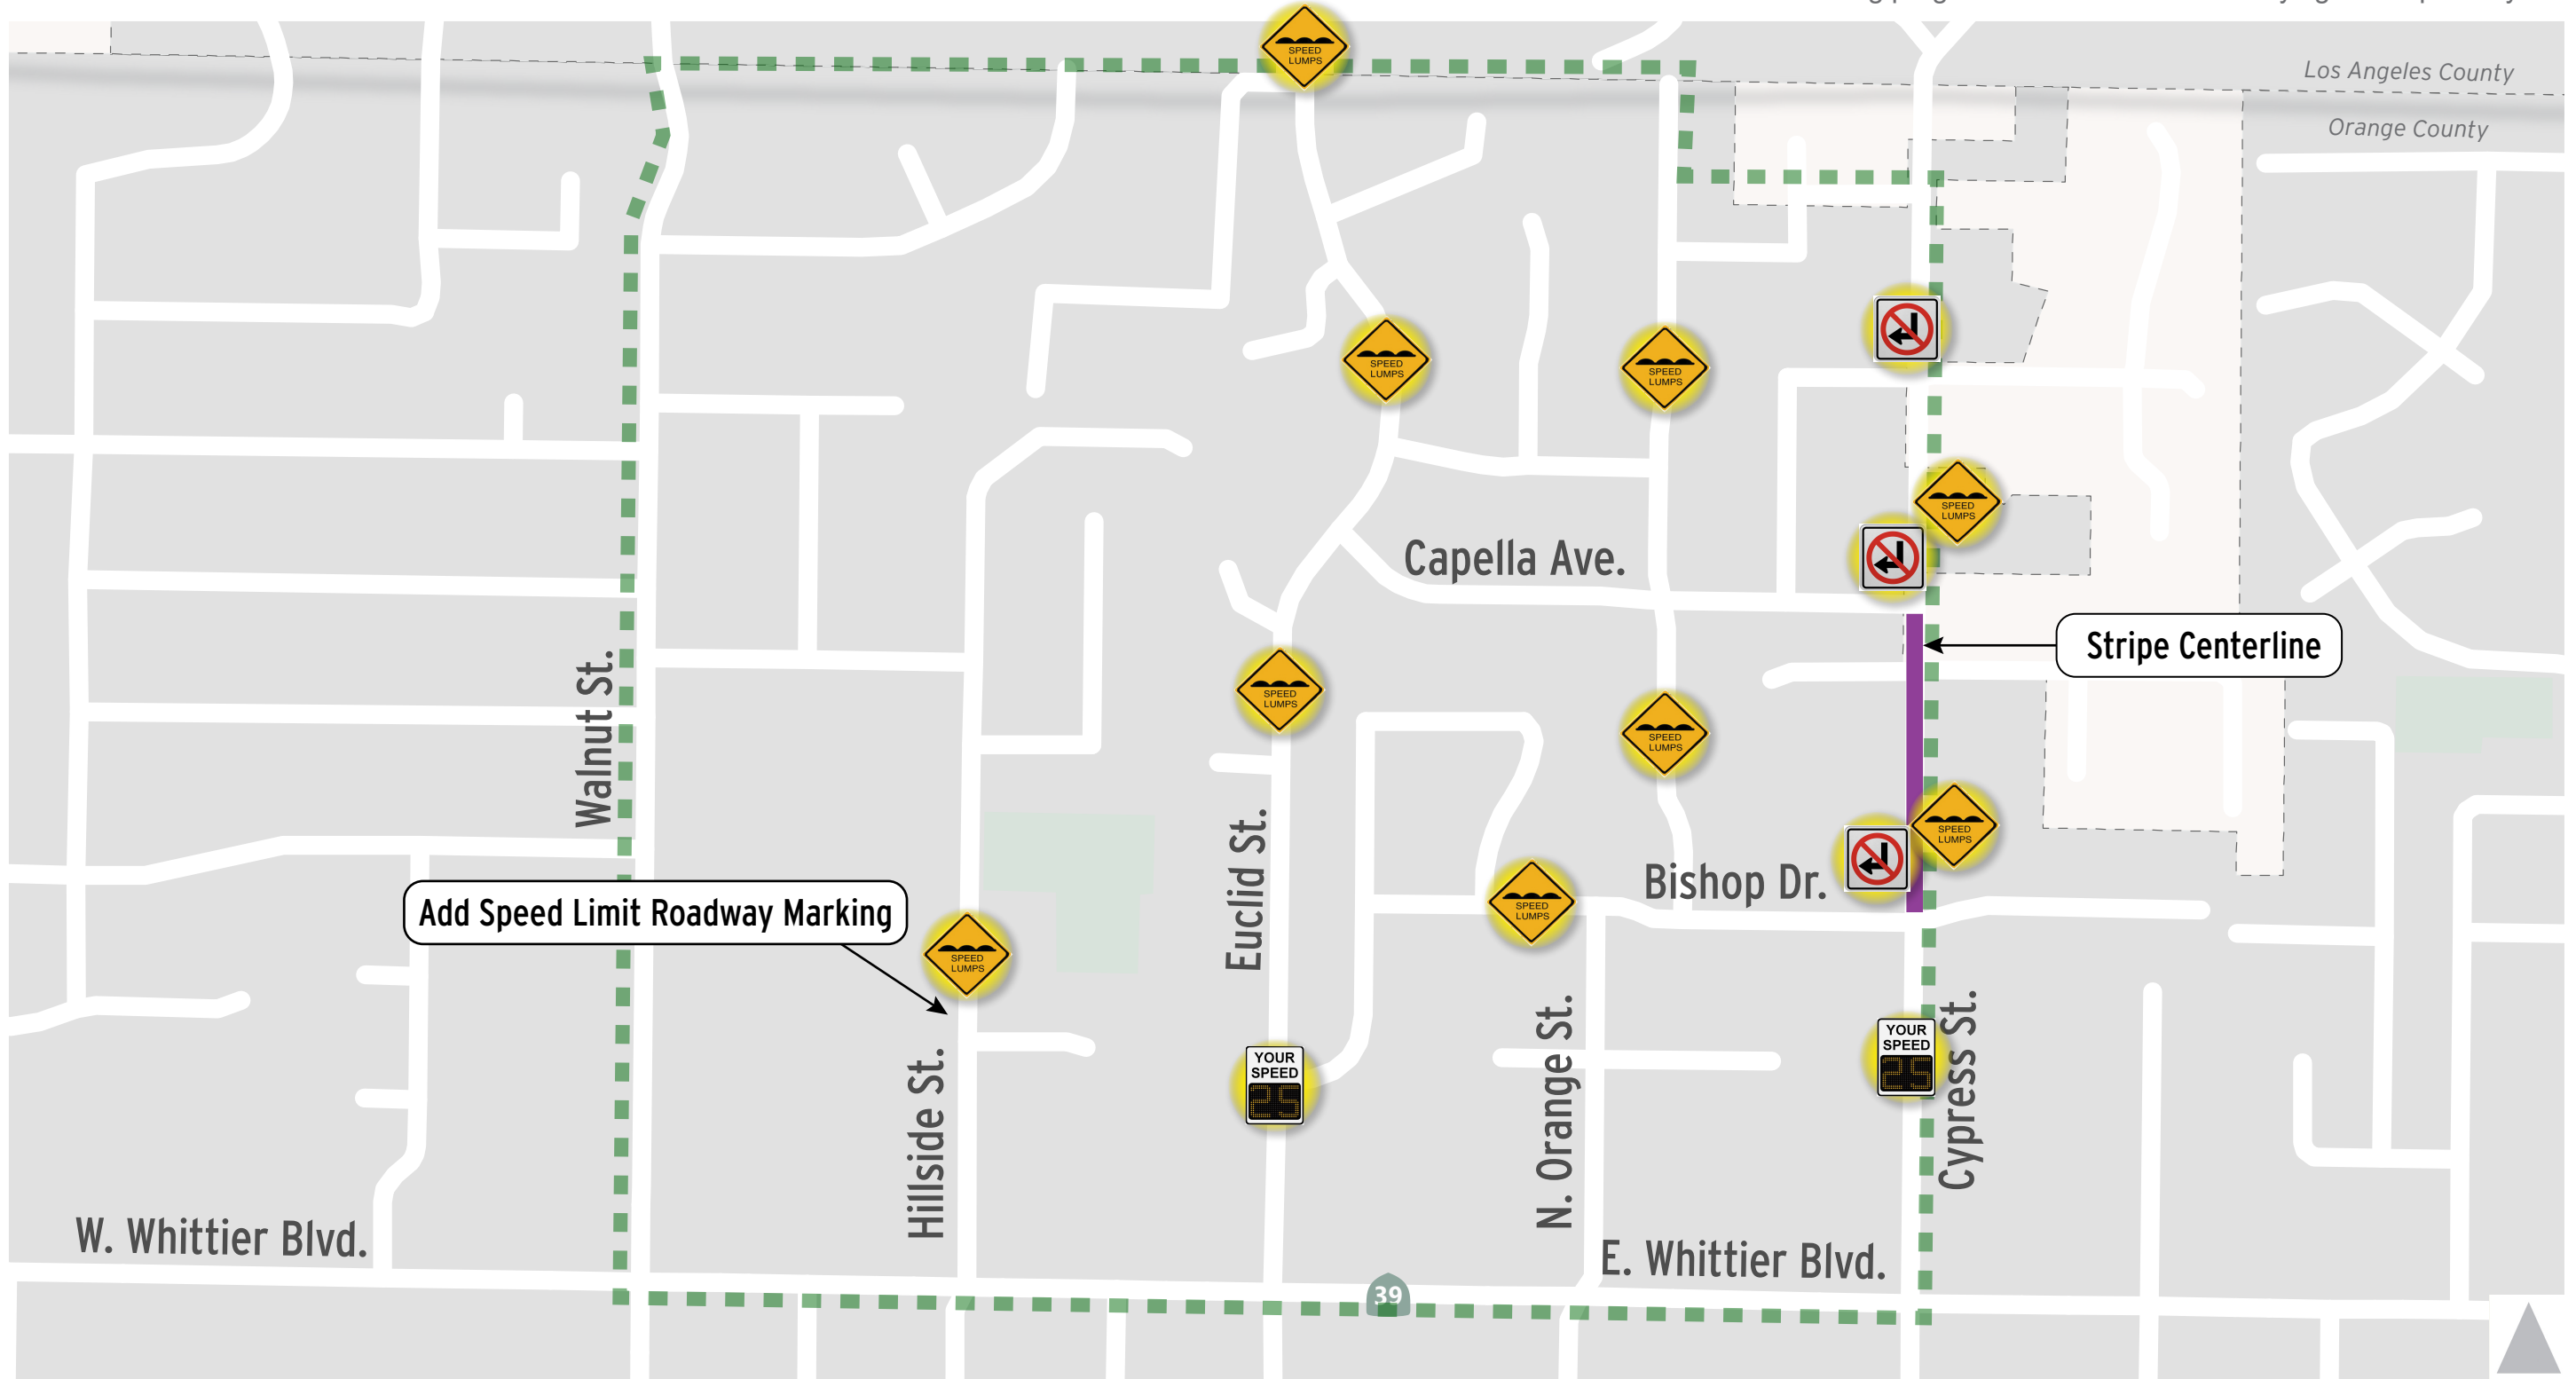 SPEED
LUMPS
Los Angeles County
Orange County
SPEED
LUMPS
SPEED
LUMPS
SPEED
LUMPS
Capella Ave.
Stripe Centerline
Walnut St.
SPEED
LUMPS
SPEED
LUMPS
SPEED
LUMPS
Euclid St.
Bishop Dr.
SPEED
LUMPS
Add Speed Limit Roadway Marking
SPEED
LUMPS
Hillside St.
YOUR
SPEED
25
N. Orange St.
YOUR
SPEED
25
Cypress St.
W. Whittier Blvd.
E. Whittier Blvd.
39